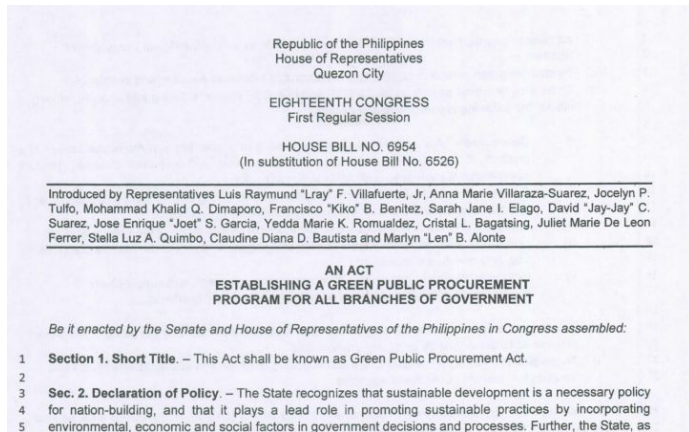 Republic of the Philippines
House of Representatives
Quezon City
EIGHTEENTH CONGRESS
First Regular Session
HOUSE BILL NO. 6954
(In substitution of House Bill No. 6526)
Introduced by Representatives Luis Raymund "Lray" F. Villafuerte, Jr, Anna Marie Villaraza-Suarez, Jocelyn P.
Tulfo, Mohammad Khalid Q. Dimaporo, Francisco "Kiko" B. Benitez, Sarah Jane I. Elago, David "Jay-Jay" C.
Suarez, Jose Enrique "Joet" S. Garcia, Yedda Marie K. Romualdez, Cristal L. Bagatsing, Juliet Marie De Leon
Ferrer, Stella Luz A. Quimbo, Claudine Diana D. Bautista and Marlyn "Len" B. Alonte
AN ACT
ESTABLISHING A GREEN PUBLIC PROCUREMENT
PROGRAM FOR ALL BRANCHES OF GOVERNMENT
Be it enacted by the Senate and House of Representatives of the Philippines in Congress assembled:
1 Section 1. Short Title. – This Act shall be known as Green Public Procurement Act.
2
3 Sec. 2. Declaration of Policy. – The State recognizes that sustainable development is a necessary policy
4 for nation-building, and that it plays a lead role in promoting sustainable practices by incorporating
5 environmental, economic and social factors in government decisions and processes. Further, the State, as